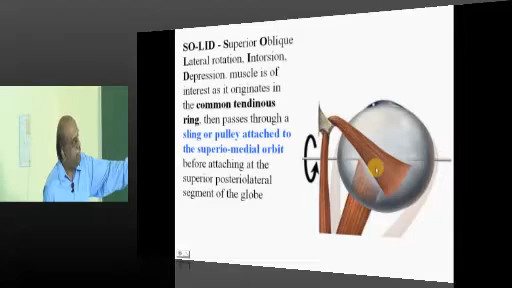 SO-LID - Superior Oblique
Lateral rotation, Intorsion,
Depression, muscle is of
interest as it originates in
the common tendinous
ring, then passes through a
sling or pulley attached to
the superio-medial orbit
before attaching at the
superior posteriolateral
segment of the globe